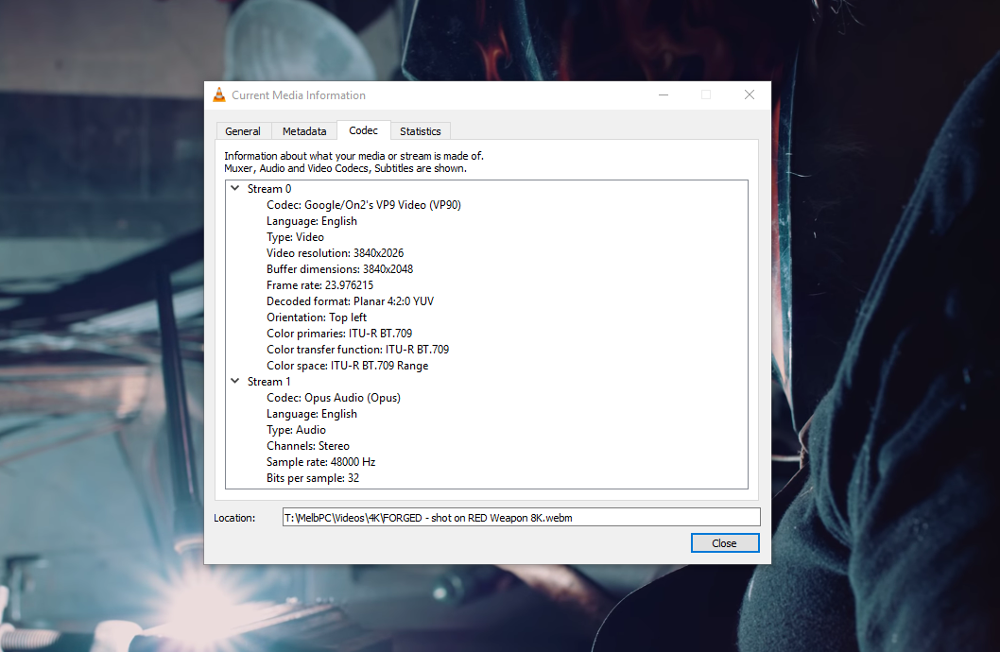 Current Media Information
General
Metadata
Codec
Statistics
Information about what your media or stream is made of.
Muxer, Audio and Video Codecs, Subtitles are shown.
Stream 0
Codec: Google/On2's VP9 Video (VP90)
Language: English
Type: Video
Video resolution: 3840x2026
Buffer dimensions: 3840x2048
Frame rate: 23.976215
Decoded format: Planar 4:2:0 YUV
Orientation: Top left
Color primaries: ITU-R BT.709
Color transfer function: ITU-R BT.709
Color space: ITU-R BT.709 Range
Stream 1
Codec: Opus Audio (Opus)
Language: English
Type: Audio
Channels: Stereo
Sample rate: 48000 Hz
Bits per sample: 32
Location:
T:\MelbPC\Videos\4K\FORGED - shot on RED Weapon 8K.webm
Close